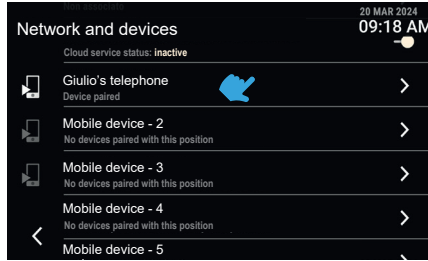 Non associato
20 MAR 2024
Network and devices
09:18 AM
Cloud service status: inactive
Giulio's telephone
Device paired
Mobile device - 2
No devices paired with this position
Mobile device - 3
No devices paired with this position
Mobile device - 4
No devices paired with this position
Mobile device - 5